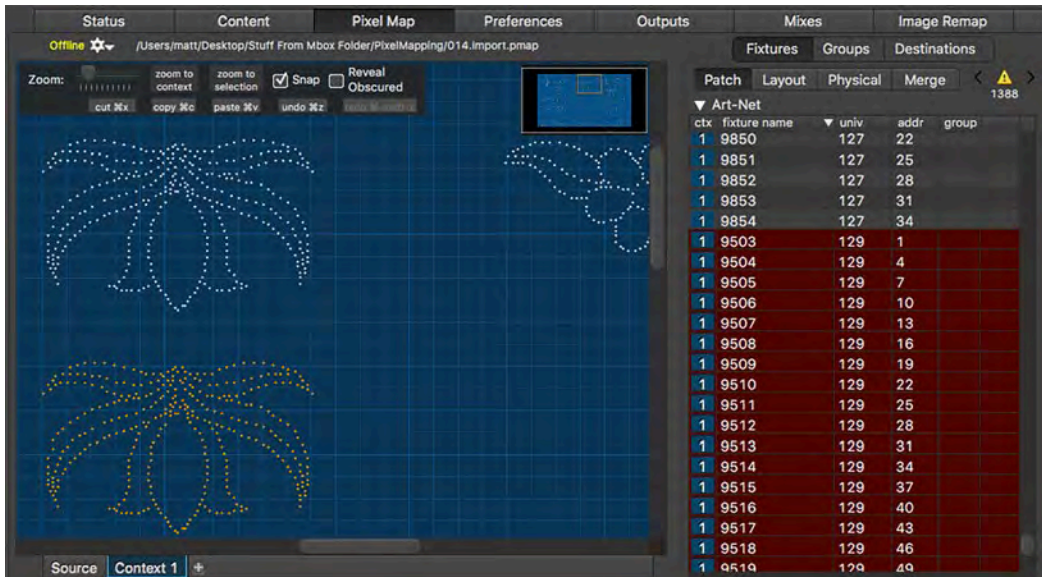 Status Content Pixel Map Preferences Outputs Mixes Image Remap
Offline /Users/matt/Desktop/Stuff From Mbox Folder/PixelMapping/014.import.pmap
Fixtures Groups Destinations
Zoom: zoom to context zoom to selection Snap Reveal Obscured
cut ⌘x copy ⌘c paste ⌘v undo ⌘z
Patch Layout Physical Merge < > 1388
▼ Art-Net
ctx fixture name ▼ univ addr group
1 9850 127 22
1 9851 127 25
1 9852 127 28
1 9853 127 31
1 9854 127 34
1 9503 129 1
1 9504 129 4
1 9505 129 7
1 9506 129 10
1 9507 129 13
1 9508 129 16
1 9509 129 19
1 9510 129 22
1 9511 129 25
1 9512 129 28
1 9513 129 31
1 9514 129 34
1 9515 129 37
1 9516 129 40
1 9517 129 43
1 9518 129 46
1 9519 129 49
Source Context 1 +